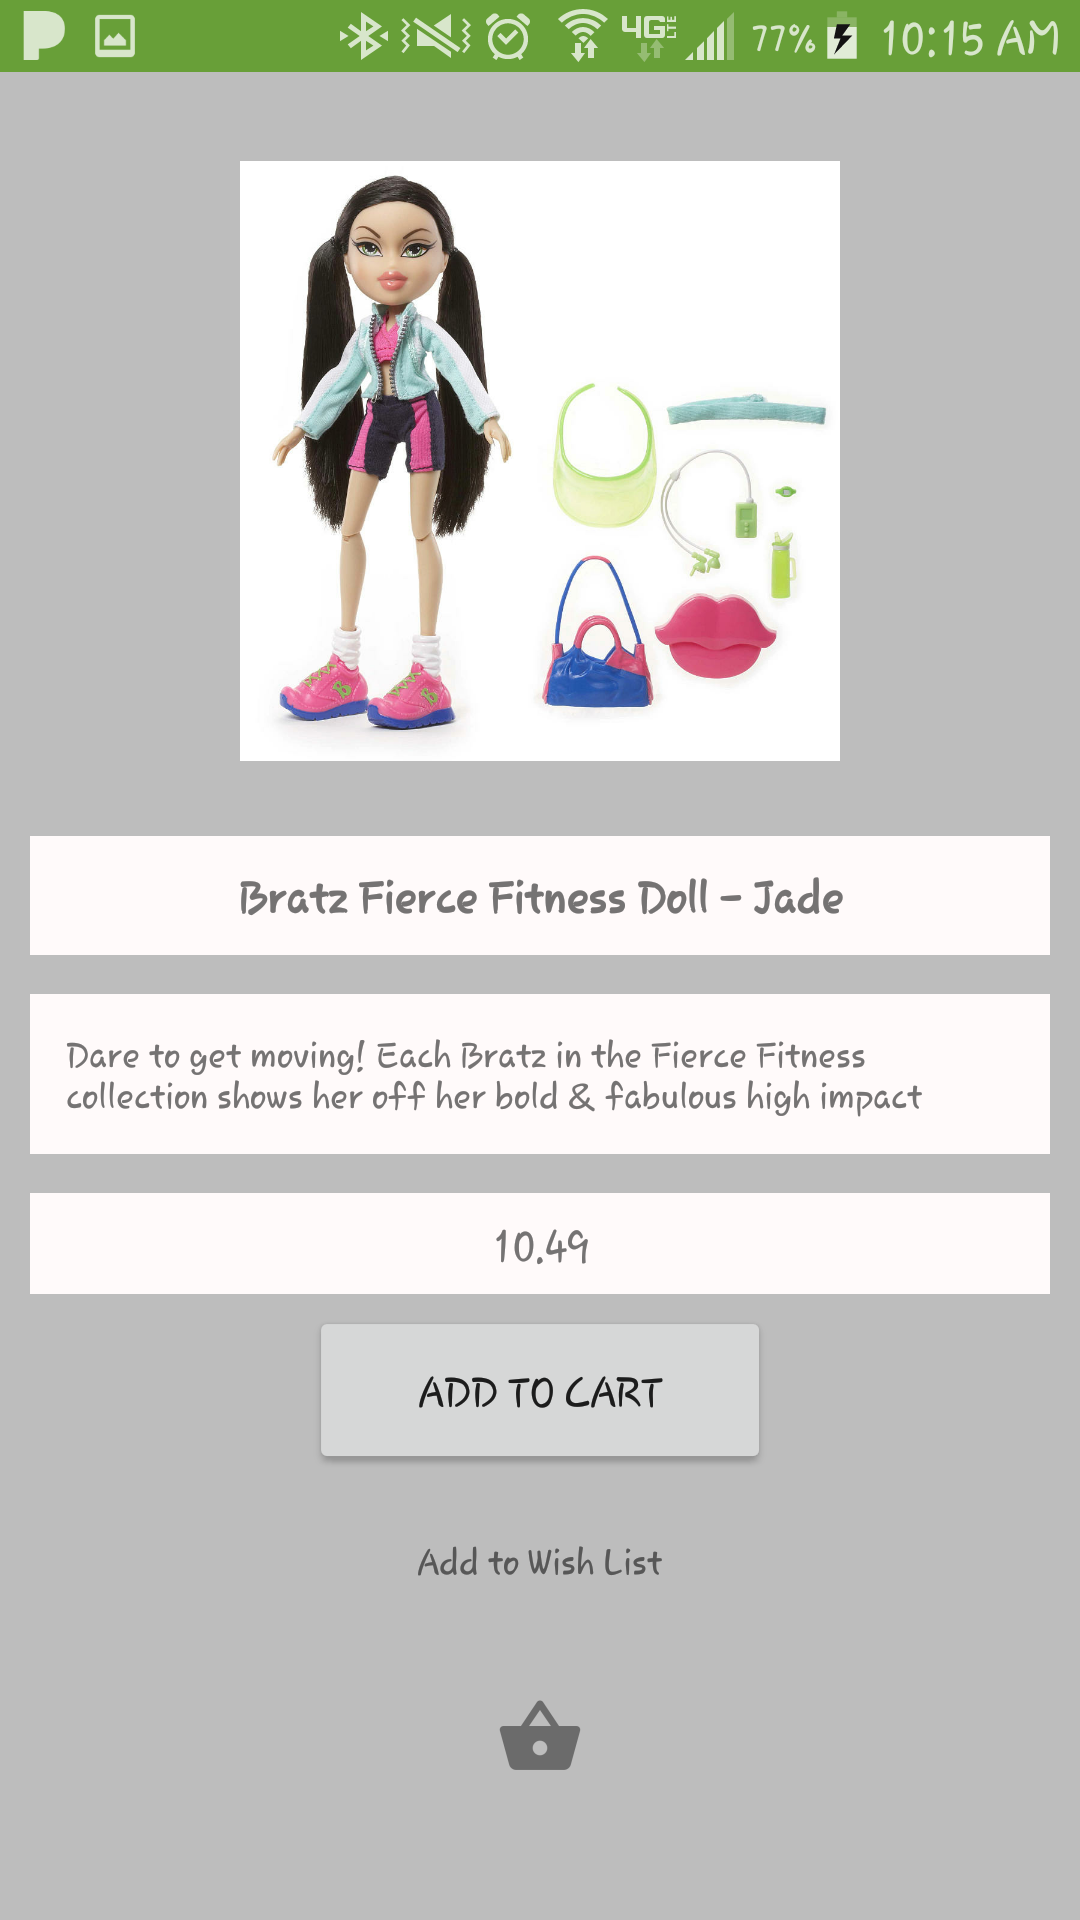 4G LTE 77% 10:15 AM
Bratz Fierce Fitness Doll - Jade
Dare to get moving! Each Bratz in the Fierce Fitness
collection shows her off her bold & fabulous high impact
10.49
ADD TO CART
Add to Wish List